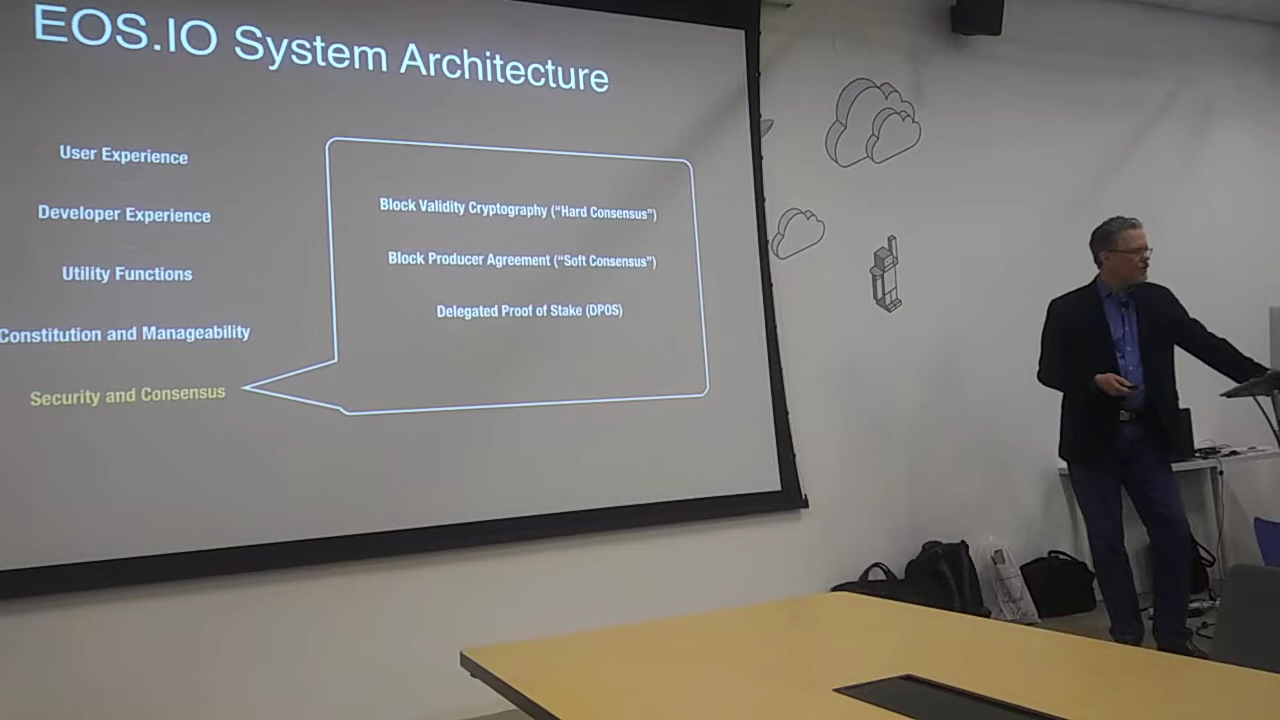 EOS.IO System Architecture
User Experience
Developer Experience
Utility Functions
Constitution and Manageability
Security and Consensus
Block Validity Cryptography (“Hard Consensus”)
Block Producer Agreement (“Soft Consensus”)
Delegated Proof of Stake (DPOS)